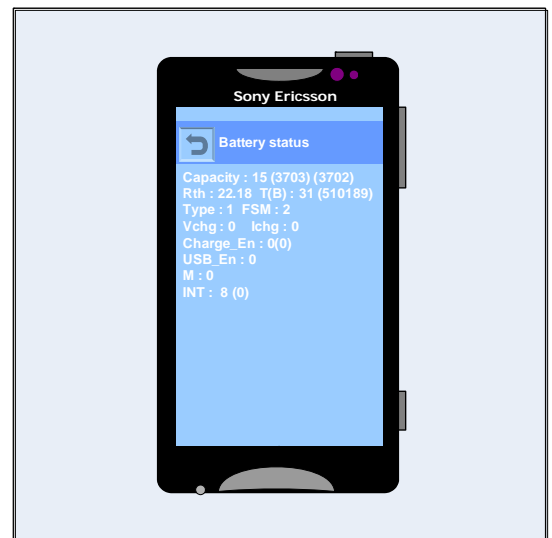 Sony Ericsson
Battery status
Capacity : 15 (3703) (3702)
Rth : 22.18  T(B) : 31 (510189)
Type : 1  FSM : 2
Vchg : 0    Ichg : 0
Charge_En : 0(0)
USB_En : 0
M : 0
INT :  8 (0)